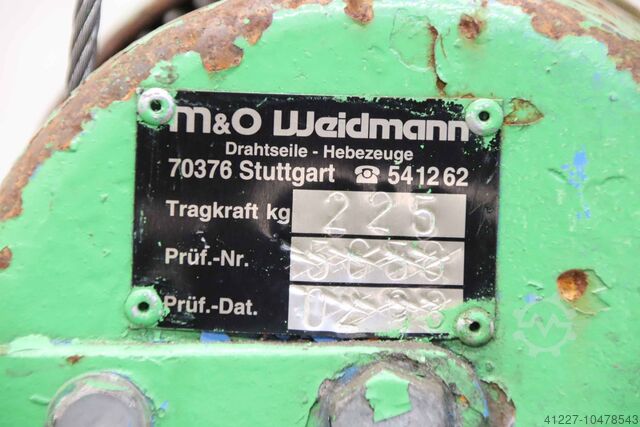 M&O Weidmann
Drahtseile - Hebezeuge
70376 Stuttgart ☎ 541262
Tragkraft kg 225
Prüf.-Nr.
Prüf.-Dat.
41227-10478543